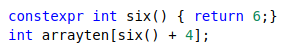 constexpr int six() { return 6;}
int arrayten[six() + 4];